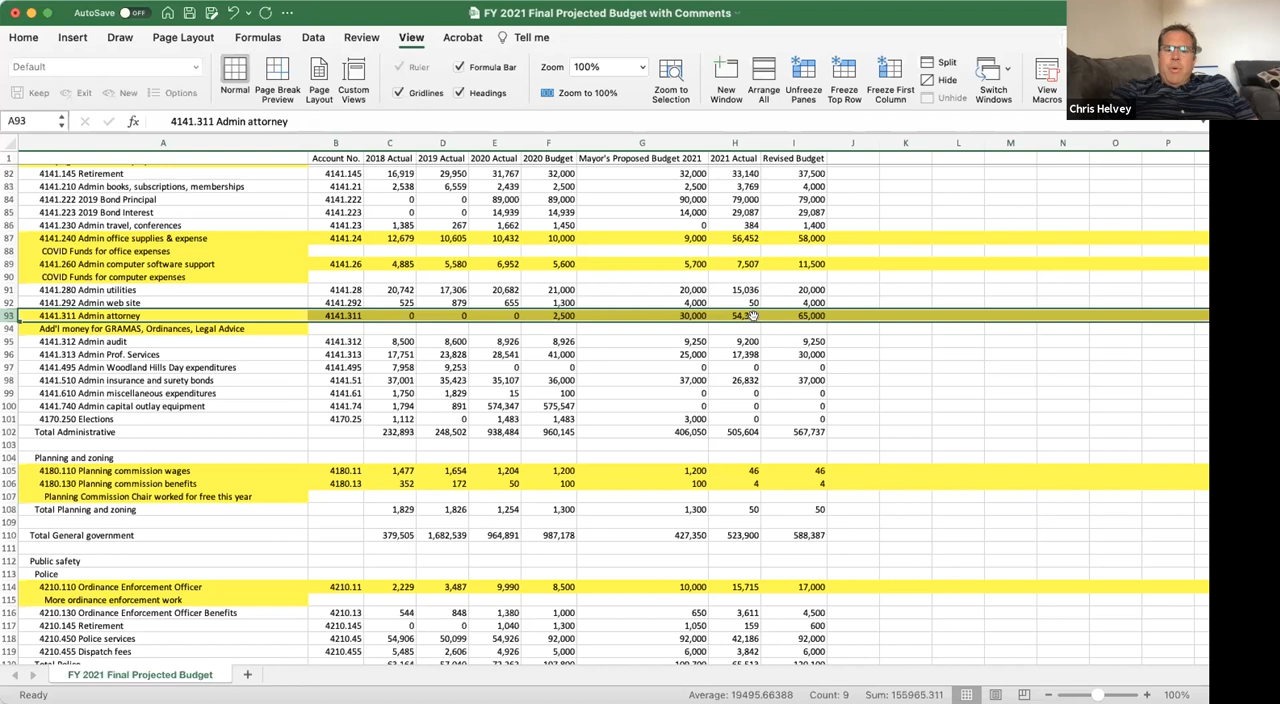 AutoSave OFF FY 2021 Final Projected Budget with Comments
Home Insert Draw Page Layout Formulas Data Review View Acrobat Tell me
Default Ruler Formula Bar Zoom 100% Split
Keep Exit New Options Normal Page Break Preview Page Layout Custom Views Gridlines Headings Zoom to 100% Zoom to Selection New Window Arrange All Unfreeze Panes Freeze Top Row Freeze First Column Hide Unhide Switch Windows View Macros
Chris Helvey
A93 fx 4141.311 Admin attorney
A B C D E F G H I J K L M N O P
1 Account No. 2018 Actual 2019 Actual 2020 Actual 2020 Budget Mayor's Proposed Budget 2021 2021 Actual Revised Budget
82 4141.145 Retirement 4141.145 16,919 29,950 31,767 32,000 32,000 33,140 37,500
83 4141.210 Admin books, subscriptions, memberships 4141.21 2,538 6,559 2,439 2,500 2,500 3,769 4,000
84 4141.222 2019 Bond Principal 4141.222 0 0 89,000 89,000 90,000 79,000 79,000
85 4141.223 2019 Bond Interest 4141.223 0 0 14,939 14,939 14,000 29,087 29,087
86 4141.230 Admin travel, conferences 4141.23 1,385 267 1,662 1,450 0 384 1,400
87 4141.240 Admin office supplies & expense 4141.24 12,679 10,605 10,432 10,000 9,000 56,452 58,000
88 COVID Funds for office expenses
89 4141.260 Admin computer software support 4141.26 4,885 5,580 6,952 5,600 5,700 7,507 11,500
90 COVID Funds for computer expenses
91 4141.280 Admin utilities 4141.28 20,742 17,306 20,682 21,000 20,000 15,036 20,000
92 4141.292 Admin web site 4141.292 525 879 655 1,300 4,000 50 4,000
93 4141.311 Admin attorney 4141.311 0 0 0 2,500 30,000 65,000
94 Add'l money for GRAMAS, Ordinances, Legal Advice
95 4141.312 Admin audit 4141.312 8,500 8,600 8,926 8,926 9,250 9,200 9,250
96 4141.313 Admin Prof. Services 4141.313 17,751 23,828 28,541 41,000 25,000 17,398 30,000
97 4141.495 Admin Woodland Hills Day expenditures 4141.495 7,958 9,253 0 0 0 0 0
98 4141.510 Admin insurance and surety bonds 4141.51 37,001 35,423 35,107 36,000 37,000 26,832 37,000
99 4141.610 Admin miscellaneous expenditures 4141.61 1,750 1,829 15 100 0 0 0
100 4141.740 Admin capital outlay equipment 4141.74 1,794 891 574,347 575,547 0 0 0
101 4170.250 Elections 4170.25 1,112 0 1,483 1,483 3,000 0 0
102 Total Administrative 232,893 248,502 938,484 960,145 406,050 505,604 567,737
103
104 Planning and zoning
105 4180.110 Planning commission wages 4180.11 1,477 1,654 1,204 1,200 1,200 46 46
106 4180.130 Planning commission benefits 4180.13 352 172 50 100 100 4 4
107 Planning Commission Chair worked for free this year
108 Total Planning and zoning 1,829 1,826 1,254 1,300 1,300 50 50
109
110 Total General government 379,505 1,682,539 964,891 987,178 427,350 523,900 588,387
111
112 Public safety
113 Police
114 4210.110 Ordinance Enforcement Officer 4210.11 2,229 3,487 9,990 8,500 10,000 15,715 17,000
115 More ordinance enforcement work
116 4210.130 Ordinance Enforcement Officer Benefits 4210.13 544 848 1,380 1,000 650 3,611 4,500
117 4210.145 Retirement 4210.145 0 0 1,040 1,300 1,050 159 600
118 4210.450 Police services 4210.45 54,906 50,099 54,926 92,000 92,000 42,186 92,000
119 4210.455 Dispatch fees 4210.455 5,485 2,606 4,926 5,000 6,000 3,842 6,000
FY 2021 Final Projected Budget
Ready Average: 19495.66388 Count: 9 Sum: 155965.311 100%